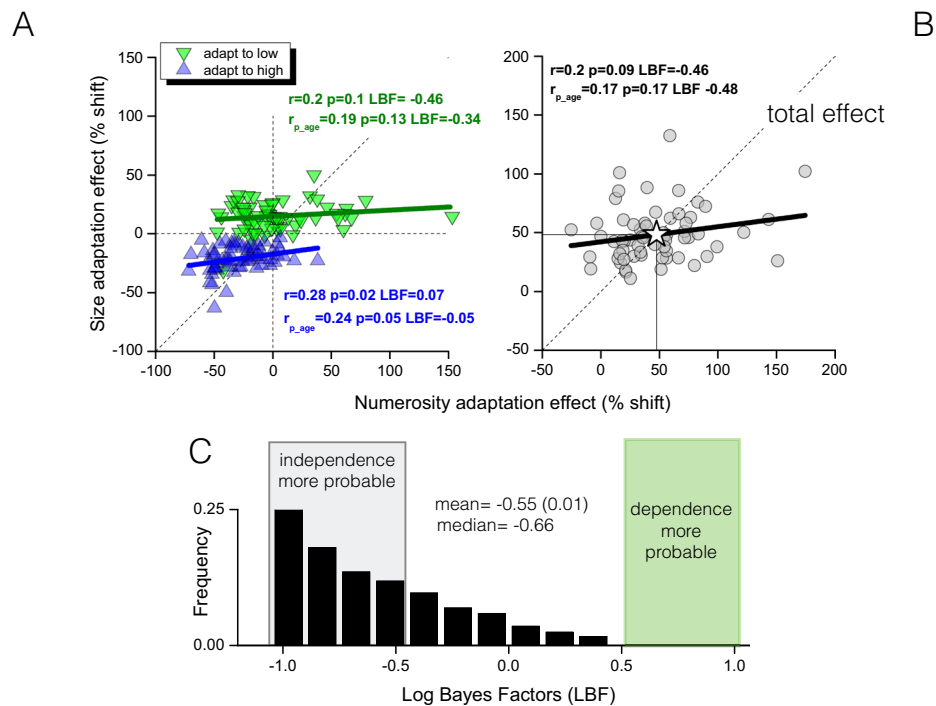 A
adapt to low
adapt to high
150
100
50
0
-50
-100
-100
-50
0
50
100
150
Size adaptation effect (% shift)
r=0.2 p=0.1 LBF= -0.46
r_p_age=0.19 p=0.13 LBF=-0.34
r=0.28 p=0.02 LBF=0.07
r_p_age=0.24 p=0.05 LBF=-0.05
B
200
150
100
50
0
-50
-50
0
50
100
150
200
r=0.2 p=0.09 LBF=-0.46
r_p_age=0.17 p=0.17 LBF -0.48
total effect
Numerosity adaptation effect (% shift)
C
independence
more probable
mean= -0.55 (0.01)
median= -0.66
dependence
more
probable
0.25
0.00
Frequency
-1.0
-0.5
0.0
0.5
1.0
Log Bayes Factors (LBF)